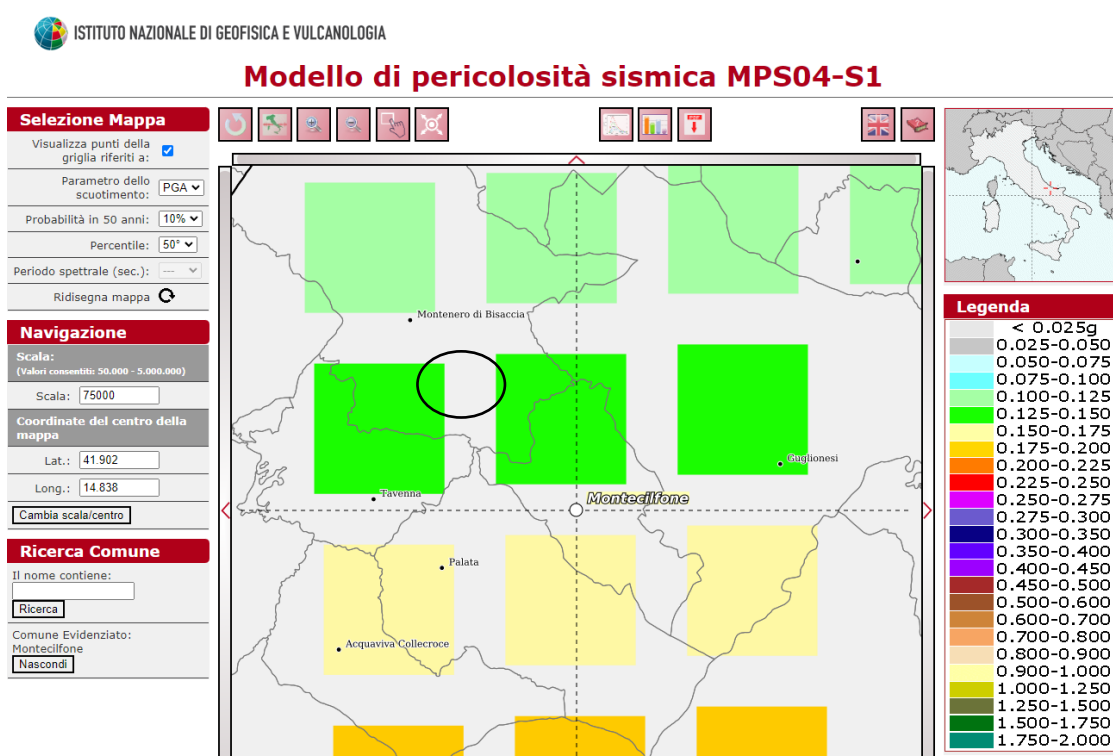 ISTITUTO NAZIONALE DI GEOFISICA E VULCANOLOGIA
Modello di pericolosità sismica MPS04-S1
Selezione Mappa
Visualizza punti della
griglia riferiti a:
Parametro dello
scuotimento:
PGA
Probabilità in 50 anni:
10%
Percentile:
50°
Periodo spettrale (sec.):
---
Ridisegna mappa
Navigazione
Scala:
(Valori consentiti: 50.000 - 5.000.000)
Scala:
75000
Coordinate del centro della
mappa
Lat.:
41.902
Long.:
14.838
Cambia scala/centro
Ricerca Comune
Il nome contiene:
Ricerca
Comune Evidenziato:
Montecilfone
Nascondi
Montenero di Bisaccia
Guglionesi
Tavenna
Montecilfone
Palata
Acquaviva Collecroce
Legenda
< 0.025g
0.025-0.050
0.050-0.075
0.075-0.100
0.100-0.125
0.125-0.150
0.150-0.175
0.175-0.200
0.200-0.225
0.225-0.250
0.250-0.275
0.275-0.300
0.300-0.350
0.350-0.400
0.400-0.450
0.450-0.500
0.500-0.600
0.600-0.700
0.700-0.800
0.800-0.900
0.900-1.000
1.000-1.250
1.250-1.500
1.500-1.750
1.750-2.000